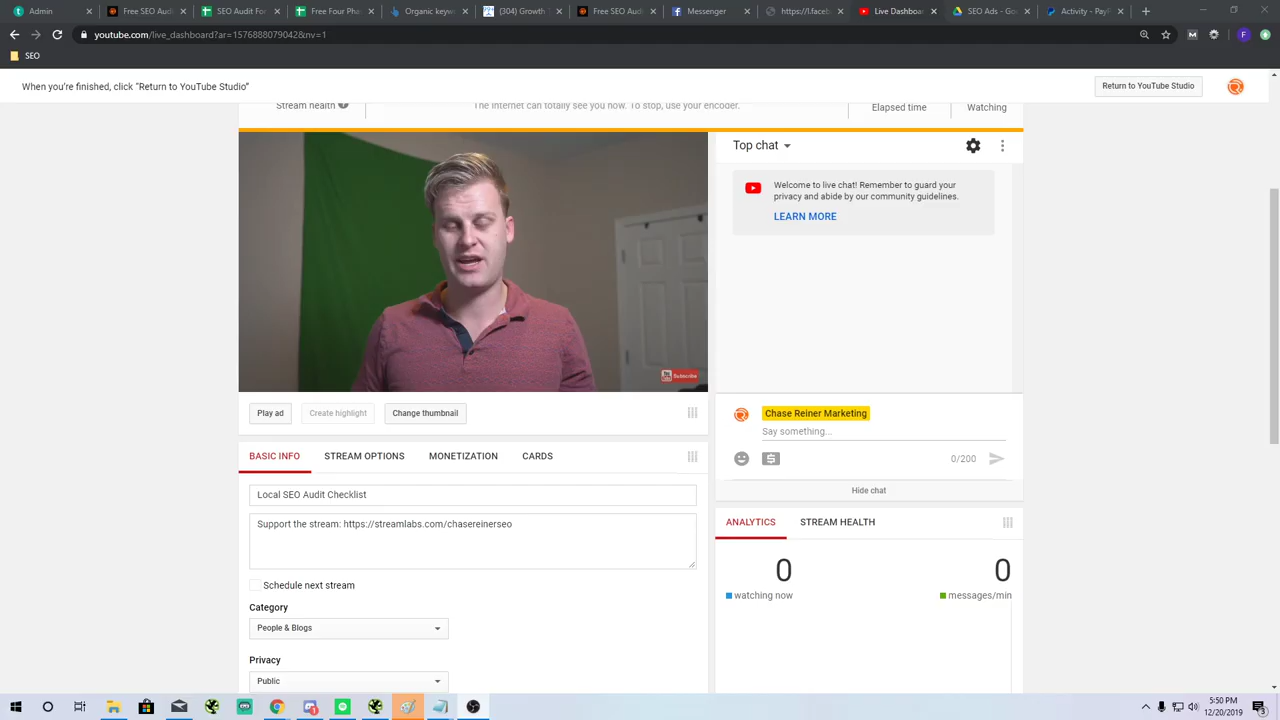 Admin
Free SEO Aud
SEO Audit For
Free Four Pha
Organic keyw
(304) Growth
Free SEO Aud
Messenger
https://l.faceb
Live Dashboa
SEO Ads - Go
Activity - PayP
youtube.com/live_dashboard?ar=1576888079042&nv=1
SEO
When you're finished, click "Return to YouTube Studio"
Return to YouTube Studio
Stream health
The Internet can totally see you now. To stop, use your encoder.
Elapsed time
Watching
Top chat
Welcome to live chat! Remember to guard your
privacy and abide by our community guidelines.
LEARN MORE
Subscribe
Play ad
Create highlight
Change thumbnail
Chase Reiner Marketing
Say something...
0/200
Hide chat
BASIC INFO
STREAM OPTIONS
MONETIZATION
CARDS
Local SEO Audit Checklist
Support the stream: https://streamlabs.com/chasereinerseo
Schedule next stream
Category
People & Blogs
Privacy
Public
ANALYTICS
STREAM HEALTH
0
0
watching now
messages/min
5:50 PM
12/20/2019